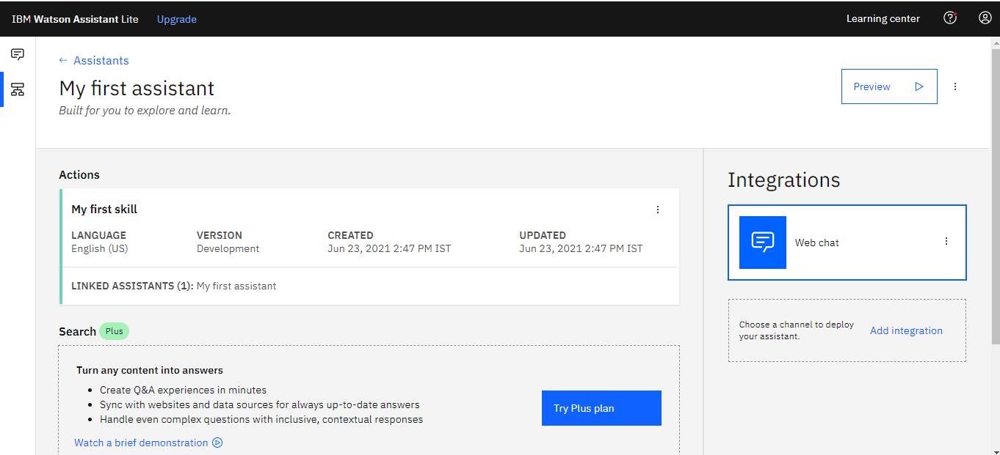 IBM Watson Assistant Lite Upgrade Learning center
← Assistants
My first assistant
Built for you to explore and learn.
Preview
Actions
My first skill
LANGUAGE VERSION CREATED UPDATED
English (US) Development Jun 23, 2021 2:47 PM IST Jun 23, 2021 2:47 PM IST
LINKED ASSISTANTS (1): My first assistant
Search Plus
Turn any content into answers
• Create Q&A experiences in minutes
• Sync with websites and data sources for always up-to-date answers
• Handle even complex questions with inclusive, contextual responses
Try Plus plan
Watch a brief demonstration
Integrations
Web chat
Choose a channel to deploy
your assistant.
Add integration